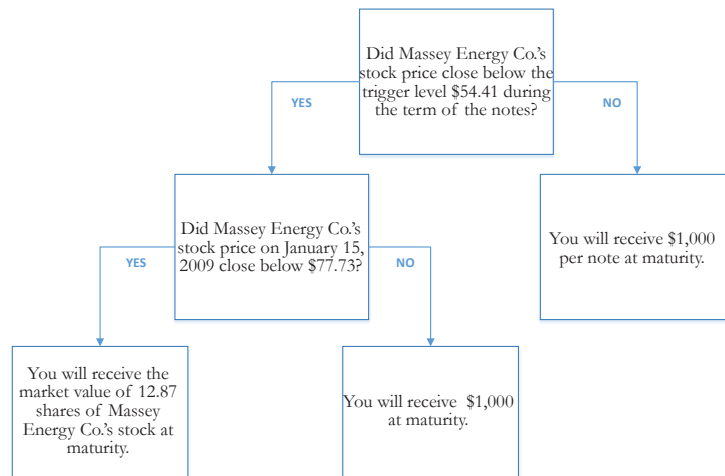 Did Massey Energy Co.'s
stock price close below the
trigger level $54.41 during
the term of the notes?
YES
NO
Did Massey Energy Co.'s
stock price on January 15,
2009 close below $77.73?
You will receive $1,000
per note at maturity.
YES
NO
You will receive the
market value of 12.87
shares of Massey
Energy Co.'s stock at
maturity.
You will receive $1,000
at maturity.